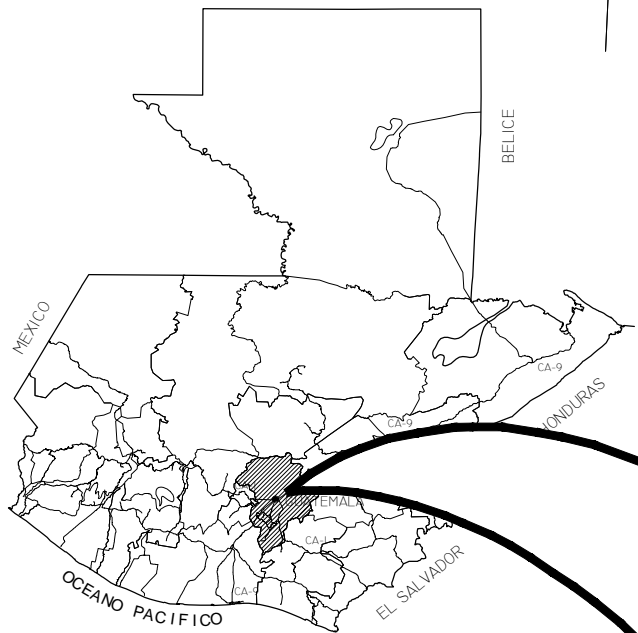 BELICE
MEXICO
CA-9
CA-9
HONDURAS
GUATEMALA
CA-1
CA-9
EL SALVADOR
OCEANO PACIFICO